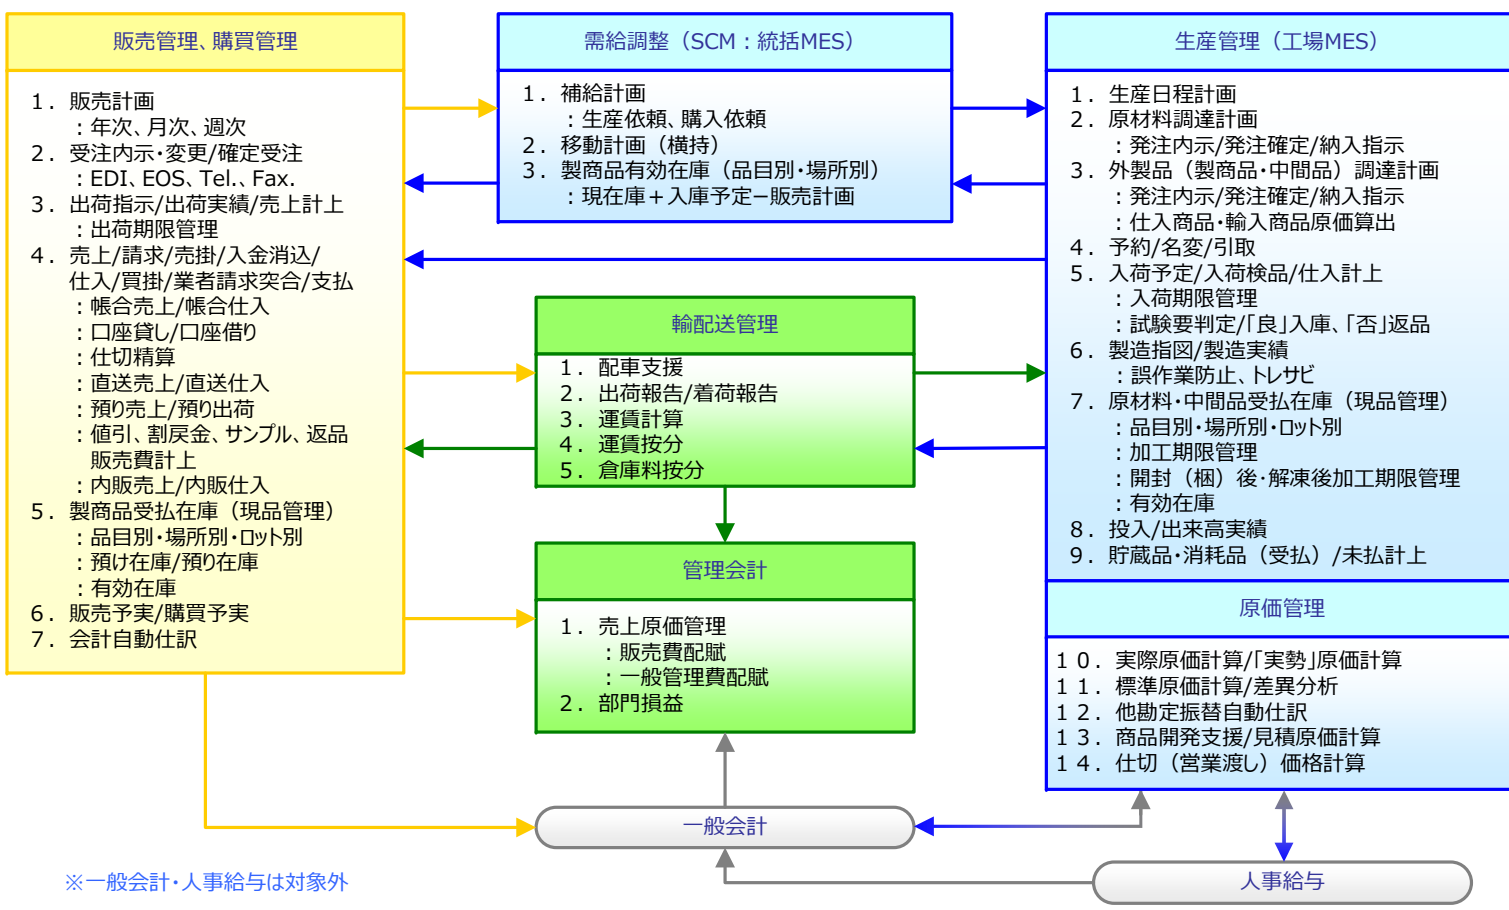 販売管理、購買管理
1. 販売計画
：年次、月次、週次
2. 受注内示・変更/確定受注
：EDI、EOS、Tel.、Fax.
3. 出荷指示/出荷実績/売上計上
：出荷期限管理
4. 売上/請求/売掛/入金消込/
仕入/買掛/業者請求突合/支払
：帳合売上/帳合仕入
：口座貸し/口座借り
：仕切精算
：直送売上/直送仕入
：預り売上/預り出荷
：値引、割戻金、サンプル、返品
販売費計上
：内販売上/内販仕入
5. 製商品受払在庫（現品管理）
：品目別・場所別・ロット別
：預け在庫/預り在庫
：有効在庫
6. 販売予実/購買予実
7. 会計自動仕訳
需給調整（SCM：統括MES）
1. 補給計画
：生産依頼、購入依頼
2. 移動計画（横持）
3. 製商品有効在庫（品目別・場所別）
：現在庫＋入庫予定−販売計画
輸配送管理
1. 配車支援
2. 出荷報告/着荷報告
3. 運賃計算
4. 運賃按分
5. 倉庫料按分
管理会計
1. 売上原価管理
：販売費配賦
：一般管理費配賦
2. 部門損益
生産管理（工場MES）
1. 生産日程計画
2. 原材料調達計画
：発注内示/発注確定/納入指示
3. 外製品（製商品・中間品）調達計画
：発注内示/発注確定/納入指示
：仕入商品・輸入商品原価算出
4. 予約/名変/引取
5. 入荷予定/入荷検品/仕入計上
：入荷期限管理
：試験要判定/「良」入庫、「否」返品
6. 製造指図/製造実績
：誤作業防止、トレサビ
7. 原材料・中間品受払在庫（現品管理）
：品目別・場所別・ロット別
：加工期限管理
：開封（梱）後・解凍後加工期限管理
：有効在庫
8. 投入/出来高実績
9. 貯蔵品・消耗品（受払）/未払計上
原価管理
10. 実際原価計算/「実勢」原価計算
11. 標準原価計算/差異分析
12. 他勘定振替自動仕訳
13. 商品開発支援/見積原価計算
14. 仕切（営業渡し）価格計算
一般会計
人事給与
※一般会計・人事給与は対象外